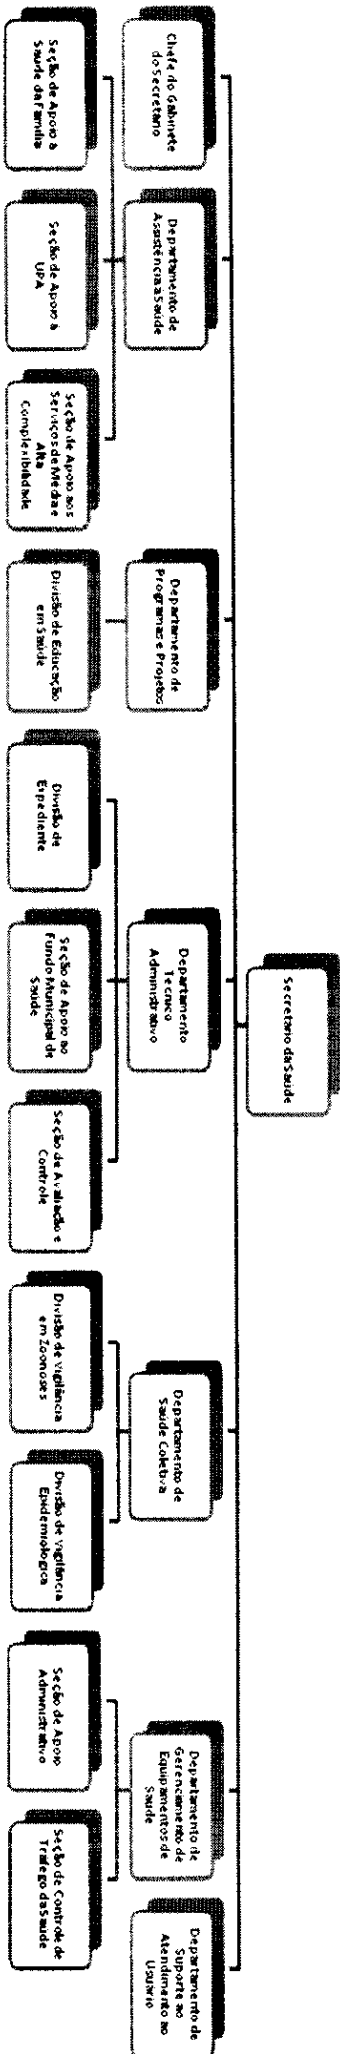 Secretario da Saúde
Chefe do Gabinete
do Secretário
Departamento de
Assistência à Saúde
Departamento de
Programas e Projetos
Departamento
Técnico
Administrativo
Departamento de
Saúde Coletiva
Departamento de
Gerenciamento de
Equipamentos de
Saúde
Departamento de
Suporte ao
Atendimento ao
Usuário
Seção de Apoio à
Saúde da Família
Seção de Apoio à
UPA
Seção de Apoio aos
Serviços de Média e
Alta
Complexibilidade
Divisão de Educação
em Saúde
Divisão de
Expediente
Seção de Apoio ao
Fundo Municipal de
Saúde
Seção de Avaliação e
Controle
Divisão de Vigilância
em Zoonoses
Divisão de Vigilância
Epidemiológica
Seção de Apoio
Administrativo
Seção de Controle de
Tráfego da Saúde